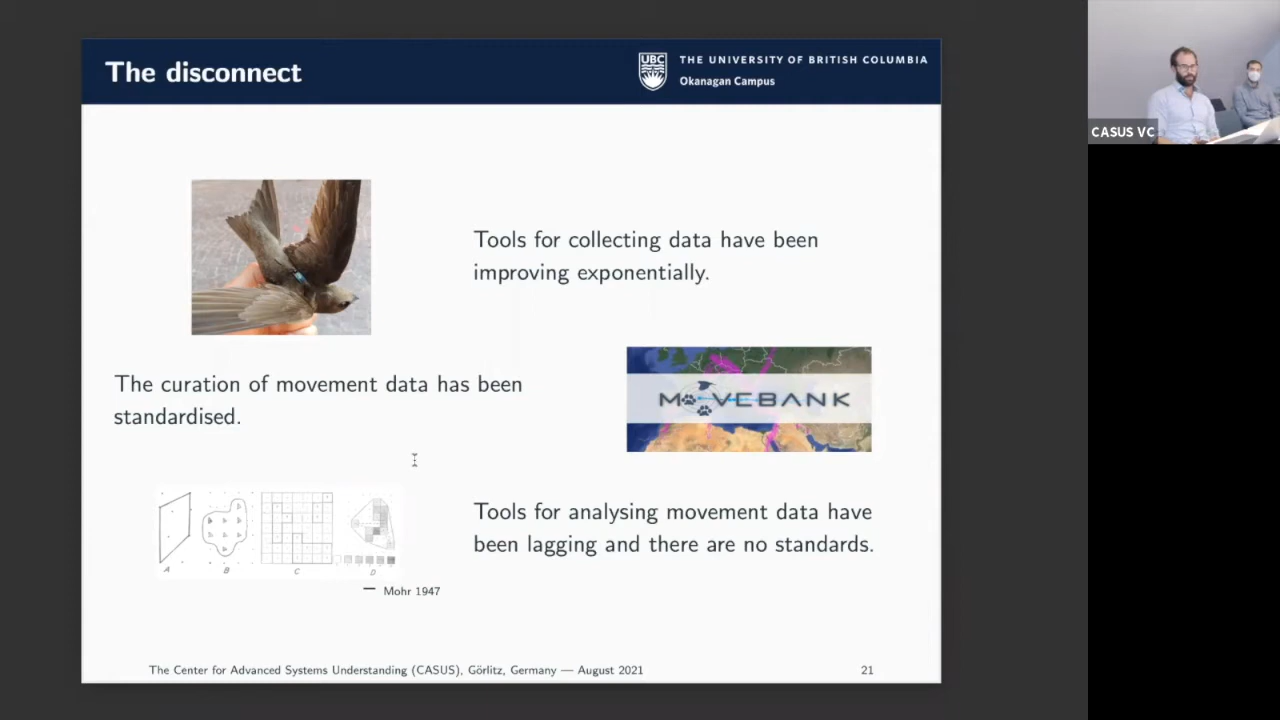 The disconnect
UBC
THE UNIVERSITY OF BRITISH COLUMBIA
Okanagan Campus
CASUS VC
Tools for collecting data have been
improving exponentially.
The curation of movement data has been
standardised.
MOVEBANK
Tools for analysing movement data have
been lagging and there are no standards.
A B C D
— Mohr 1947
The Center for Advanced Systems Understanding (CASUS), Görlitz, Germany — August 2021
21